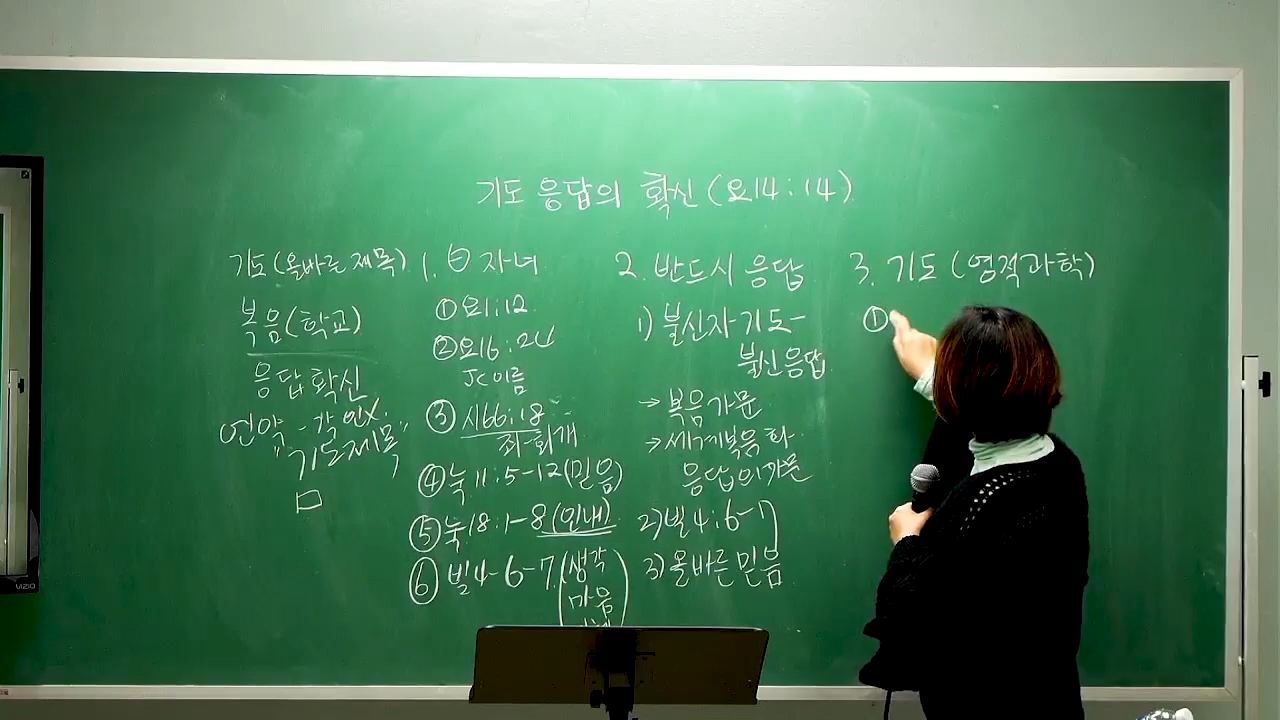 기도 응답의 확신 (요14:14)
기도 (올바른 제목)
복음 (학교)
응답 확신
언약 - 각인X.
"기도제목"
1. 자녀
① 요1:12
② 요16:24
JC이름
③ 시66:18
죄-회개
④ 눅11:5-12 (믿음)
⑤ 눅18:1-8 (인내)
⑥ 빌4-6-7 (생각
마음
2. 반드시 응답
1) 불신자 기도-
불신응답
→ 복음가문
→ 세계복음화
응답의 가문
2) 빌4:6-7
3) 올바른 믿음
3. 기도 (영적과학)
①
VIZIO